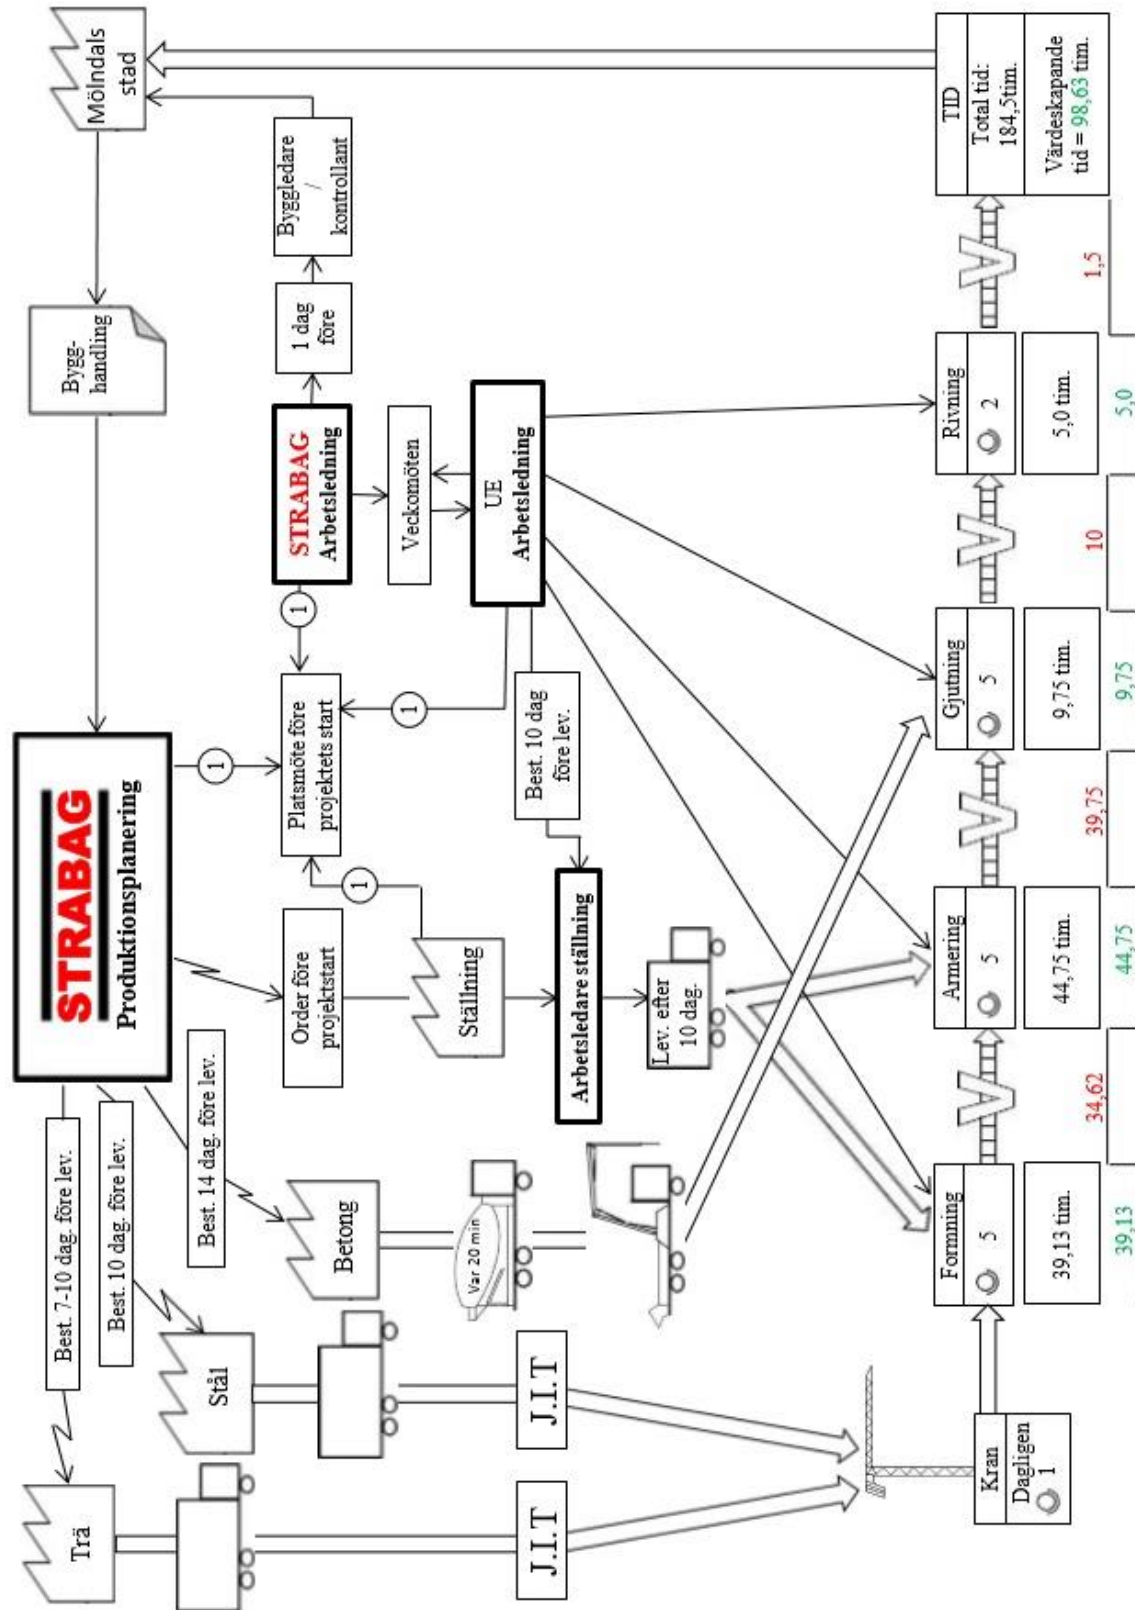 Mölndals
stad
Bygg-
handling
STRABAG
Produktionsplanering
Best. 7-10 dag. före lev.
Best. 10 dag. före lev.
Best. 14 dag. före lev.
Trä
Stål
Betong
Order före
projektstart
Ställning
1
1
1
1
Platsmöte före
projektets start
STRABAG
Arbetsledning
1 dag
före
Byggledare
/
kontrollant
Veckomöten
UE
Arbetsledning
Best. 10 dag
före lev.
Arbetsledare ställning
Lev. efter
10 dag.
Var 20 min
J.I.T
J.I.T
Kran
Dagligen
1
Formning
5
39,13 tim.
Armering
5
44,75 tim.
Gjutning
5
9,75 tim.
Rivning
2
5,0 tim.
V
V
V
V
TID
Total tid:
184,5tim.
Värdeskapande
tid = 98,63 tim.
39,13
34,62
44,75
39,75
9,75
10
5,0
1,5